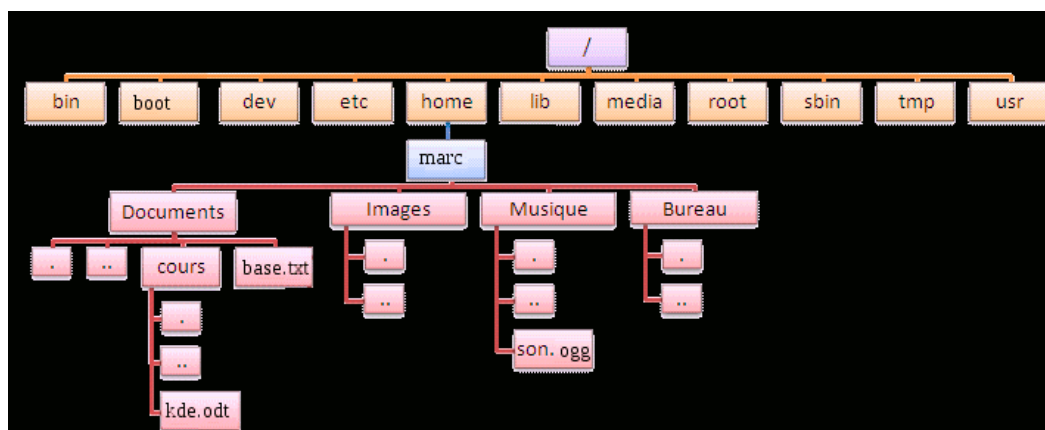 /
bin boot dev etc home lib media root sbin tmp usr
marc
Documents Images Musique Bureau
. .. cours base.txt . . .
.. .. ..
. son. ogg
..
kde.odt